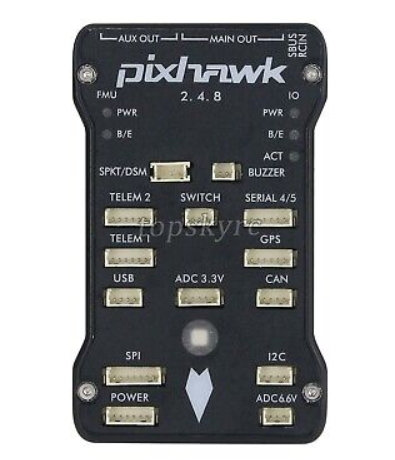 AUX OUT MAIN OUT SBUS
RCIN
pixhawk
2.4.8
FMU IO
PWR PWR
B/E B/E
ACT
SPKT/DSM BUZZER
TELEM 2 SWITCH SERIAL 4/5
topskyrc
TELEM 1 GPS
USB ADC 3.3V CAN
SPI I2C
POWER ADC6.6V